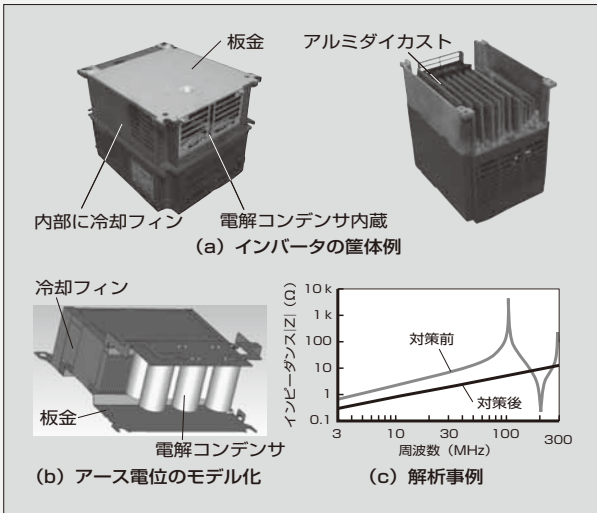 板金
アルミダイカスト
内部に冷却フィン
電解コンデンサ内蔵
(a) インバータの筐体例
冷却フィン
板金
電解コンデンサ
(b) アース電位のモデル化
インピーダンス|Z| (Ω)
10 k
1 k
100
10
1
0.1
対策前
対策後
3
10
30
100
300
周波数 (MHz)
(c) 解析事例